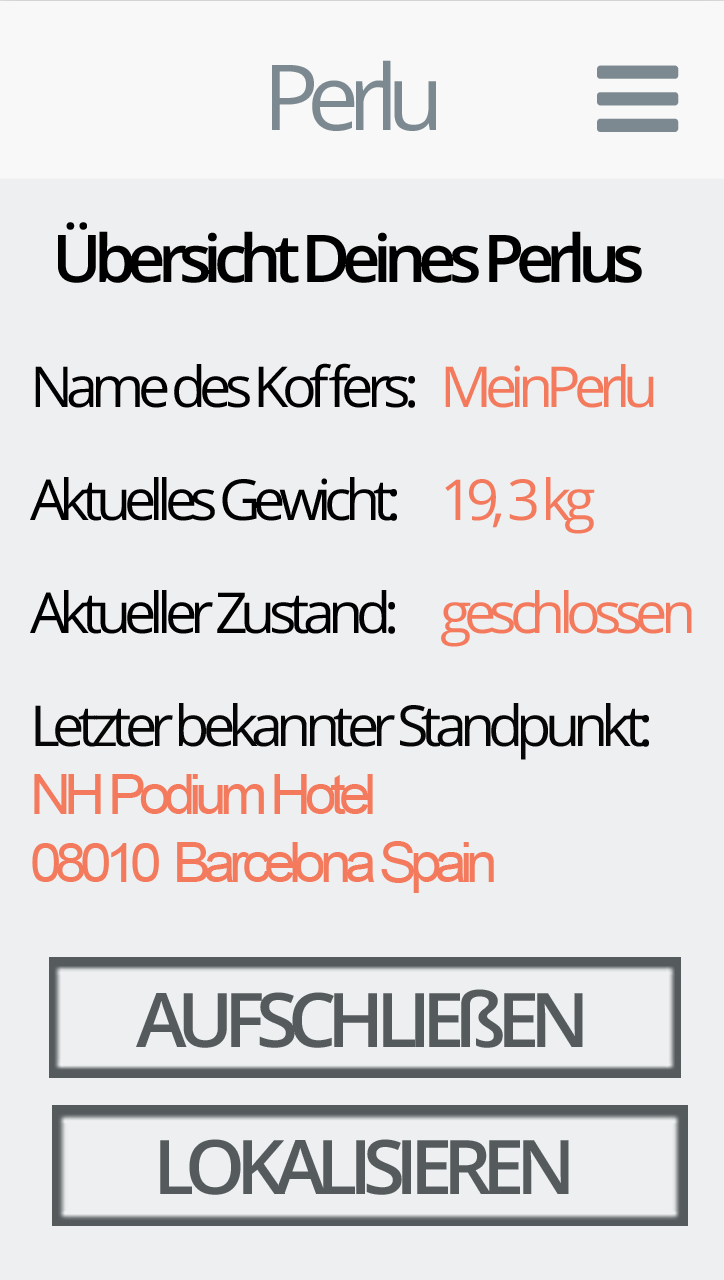 Perlu
Übersicht Deines Perlus
Name des Koffers: MeinPerlu
Aktuelles Gewicht: 19, 3 kg
Aktueller Zustand: geschlossen
Letzter bekannter Standpunkt:
NH Podium Hotel
08010 Barcelona Spain
AUFSCHLIEßEN
LOKALISIEREN